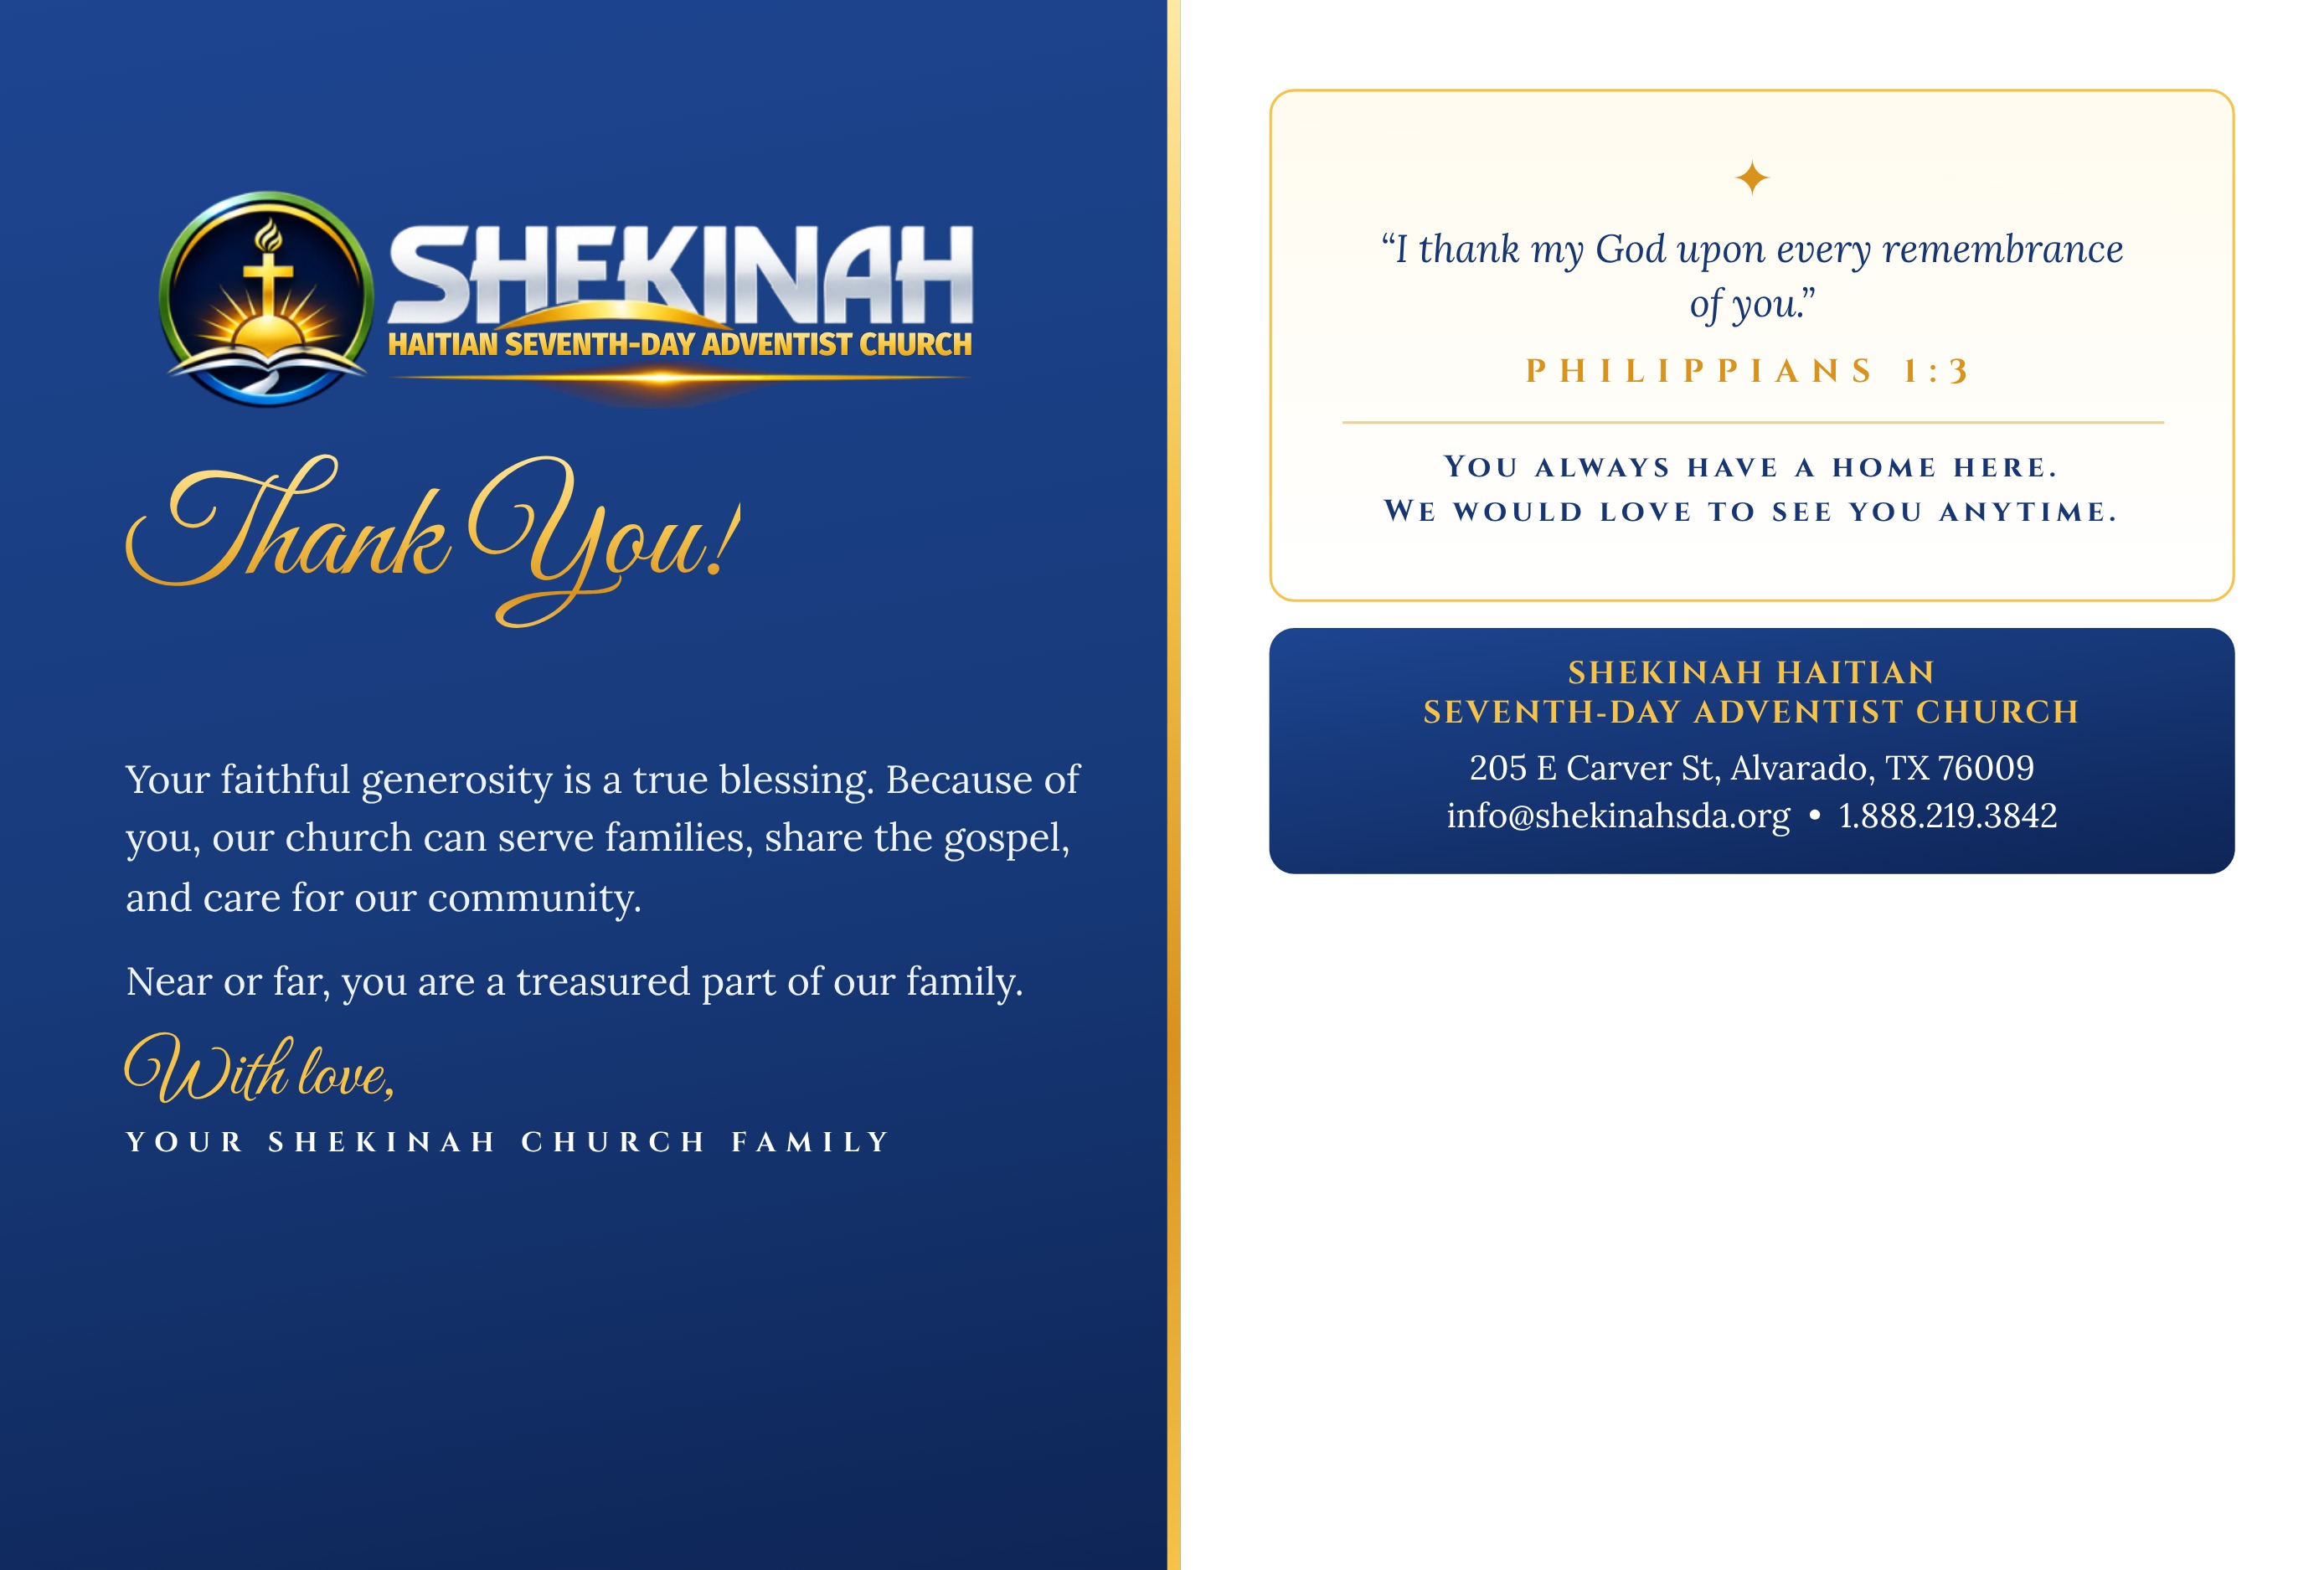 SHEKINAH
HAITIAN SEVENTH-DAY ADVENTIST CHURCH
Thank You!
Your faithful generosity is a true blessing. Because of
you, our church can serve families, share the gospel,
and care for our community.
Near or far, you are a treasured part of our family.
With love,
YOUR SHEKINAH CHURCH FAMILY
“I thank my God upon every remembrance
of you.”
PHILIPPIANS 1:3
You always have a home here.
We would love to see you anytime.
SHEKINAH HAITIAN
SEVENTH-DAY ADVENTIST CHURCH
205 E Carver St, Alvarado, TX 76009
info@shekinahsda.org • 1.888.219.3842